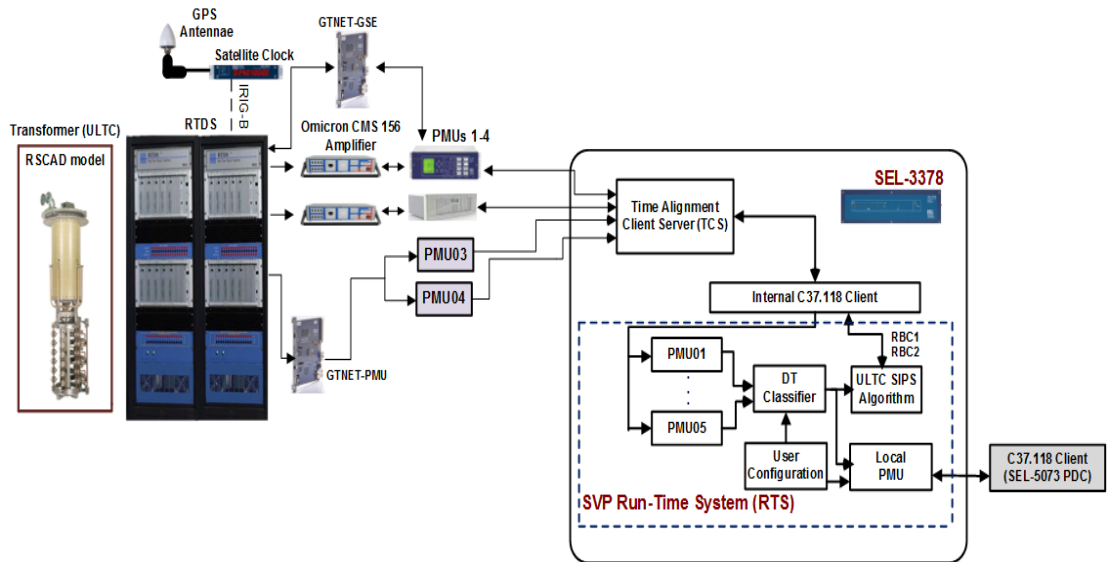 GPS
Antennae
Satellite Clock
IRIG-B
GTNET-GSE
Transformer (ULTC)
RTDS
RSCAD model
Omicron CMS 156
Amplifier
PMUs 1-4
PMU03
PMU04
GTNET-PMU
SEL-3378
Time Alignment
Client Server (TCS)
Internal C37.118 Client
RBC1
RBC2
PMU01
PMU05
DT
Classifier
ULTC SIPS
Algorithm
User
Configuration
Local
PMU
SVP Run-Time System (RTS)
C37.118 Client
(SEL-5073 PDC)